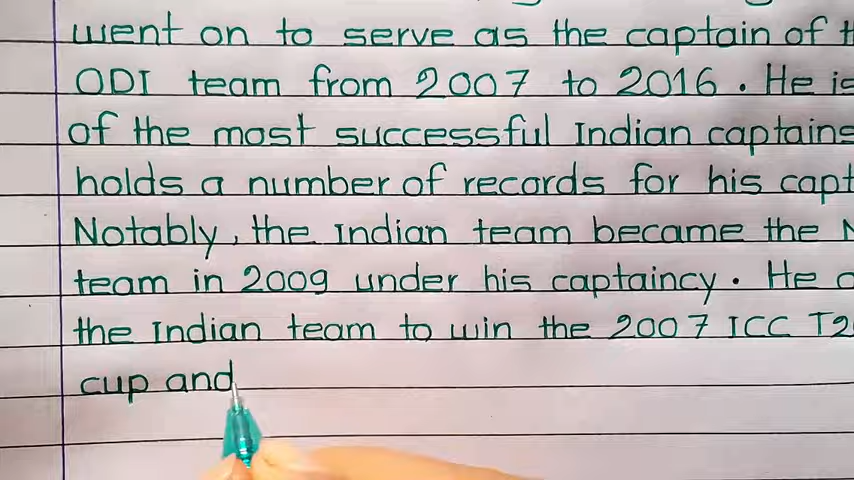 went on to serve as the captain of
ODI team from 2007 to 2016. He is
of the most successful Indian captains
holds a number of records for his capt
Notably, the Indian team became the N
team in 2009 under his captaincy. He
the Indian team to win the 2007 ICC T2
cup and